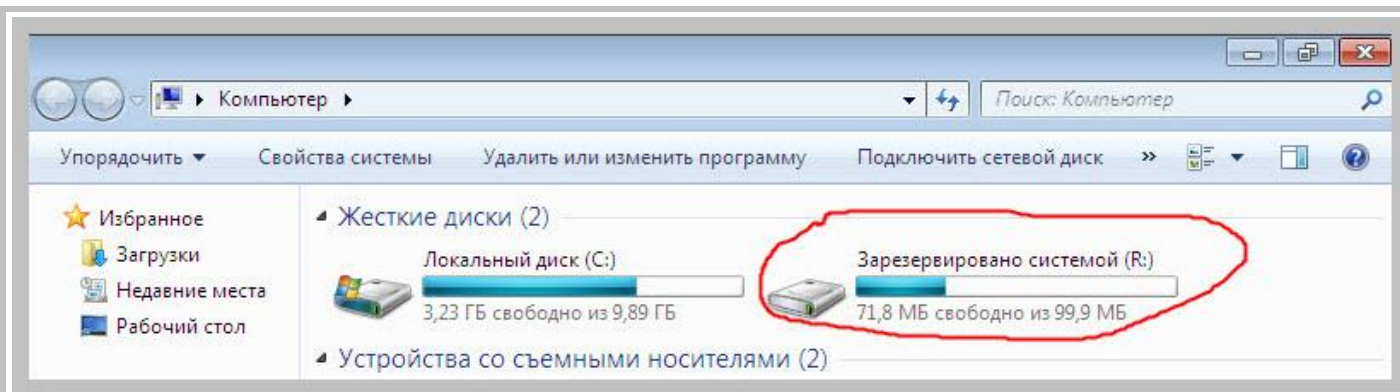 Компьютер
Поиск: Компьютер
Упорядочить Свойства системы Удалить или изменить программу Подключить сетевой диск »
Избранное
Загрузки
Недавние места
Рабочий стол
Жесткие диски (2)
Локальный диск (C:)
3,23 ГБ свободно из 9,89 ГБ
Зарезервировано системой (R:)
71,8 МБ свободно из 99,9 МБ
Устройства со съемными носителями (2)